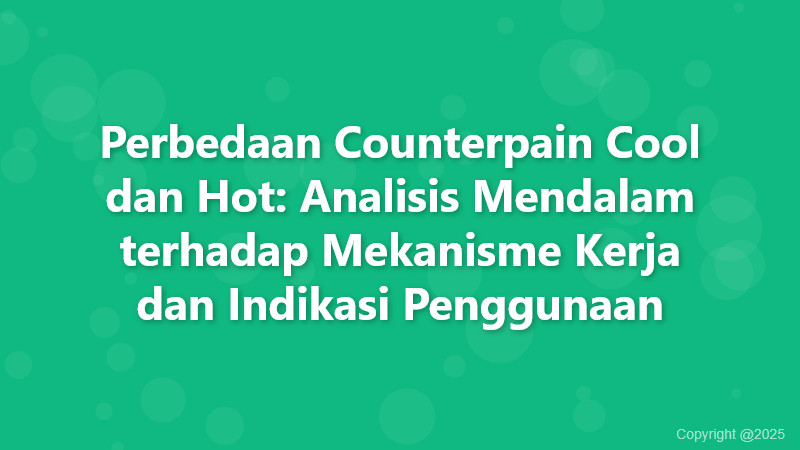 Perbedaan Counterpain Cool
dan Hot: Analisis Mendalam
terhadap Mekanisme Kerja
dan Indikasi Penggunaan
Copyright @2025